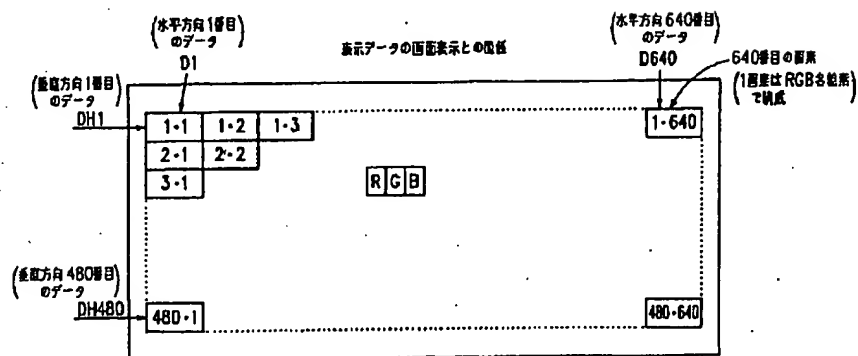 (水平方向1番目
のデータ)
D1
表示データの画面表示との関係
(水平方向640番目
のデータ)
D640
640番目の画素
(1画素はRGB各絵素
で構成)
(垂直方向1番目
のデータ)
DH1
1・1 1・2 1・3 1・640
2・1 2・2
3・1
R G B
(垂直方向480番目
のデータ)
DH480
480・1 480・640